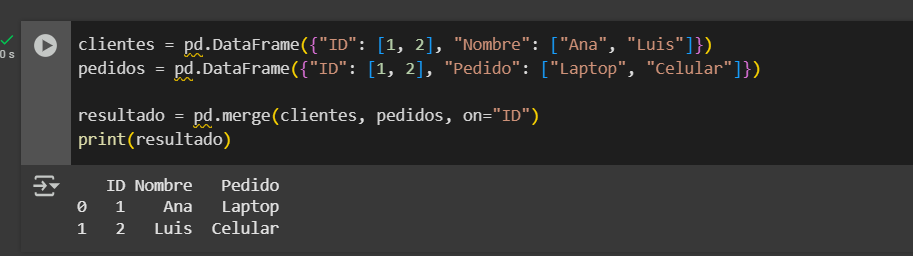 clientes = pd.DataFrame({"ID": [1, 2], "Nombre": ["Ana", "Luis"]})
pedidos = pd.DataFrame({"ID": [1, 2], "Pedido": ["Laptop", "Celular"]})
resultado = pd.merge(clientes, pedidos, on="ID")
print(resultado)
0 s
ID Nombre Pedido
0 1 Ana Laptop
1 2 Luis Celular